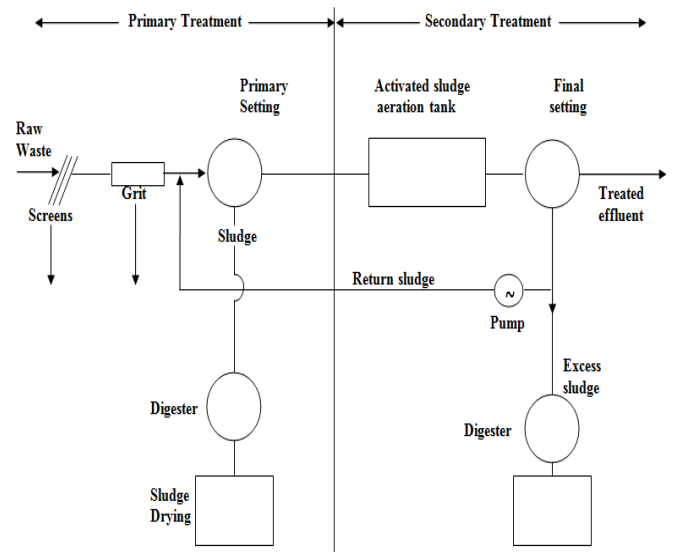 Primary Treatment
Secondary Treatment
Primary
Setting
Activated sludge
aeration tank
Final
setting
Raw
Waste
Grit
Screens
Sludge
Treated
effluent
Return sludge
~
Pump
Excess
sludge
Digester
Digester
Sludge
Drying